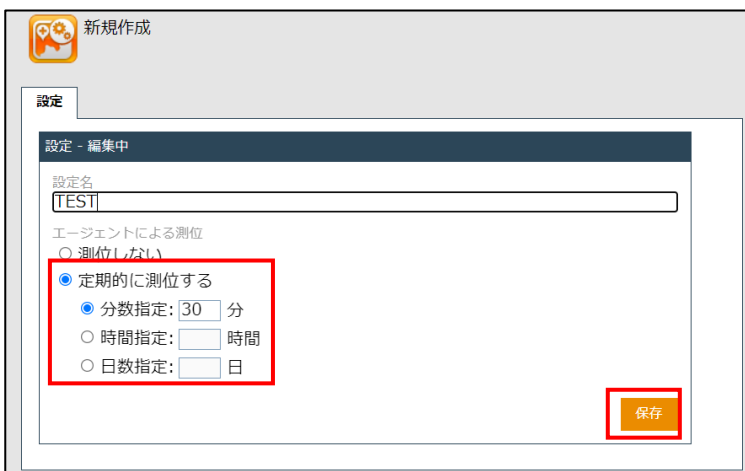 新規作成
設定
設定 - 編集中
設定名
TEST
エージェントによる測位
測位しない
定期的に測位する
分数指定: 30 分
時間指定: 時間
日数指定: 日
保存